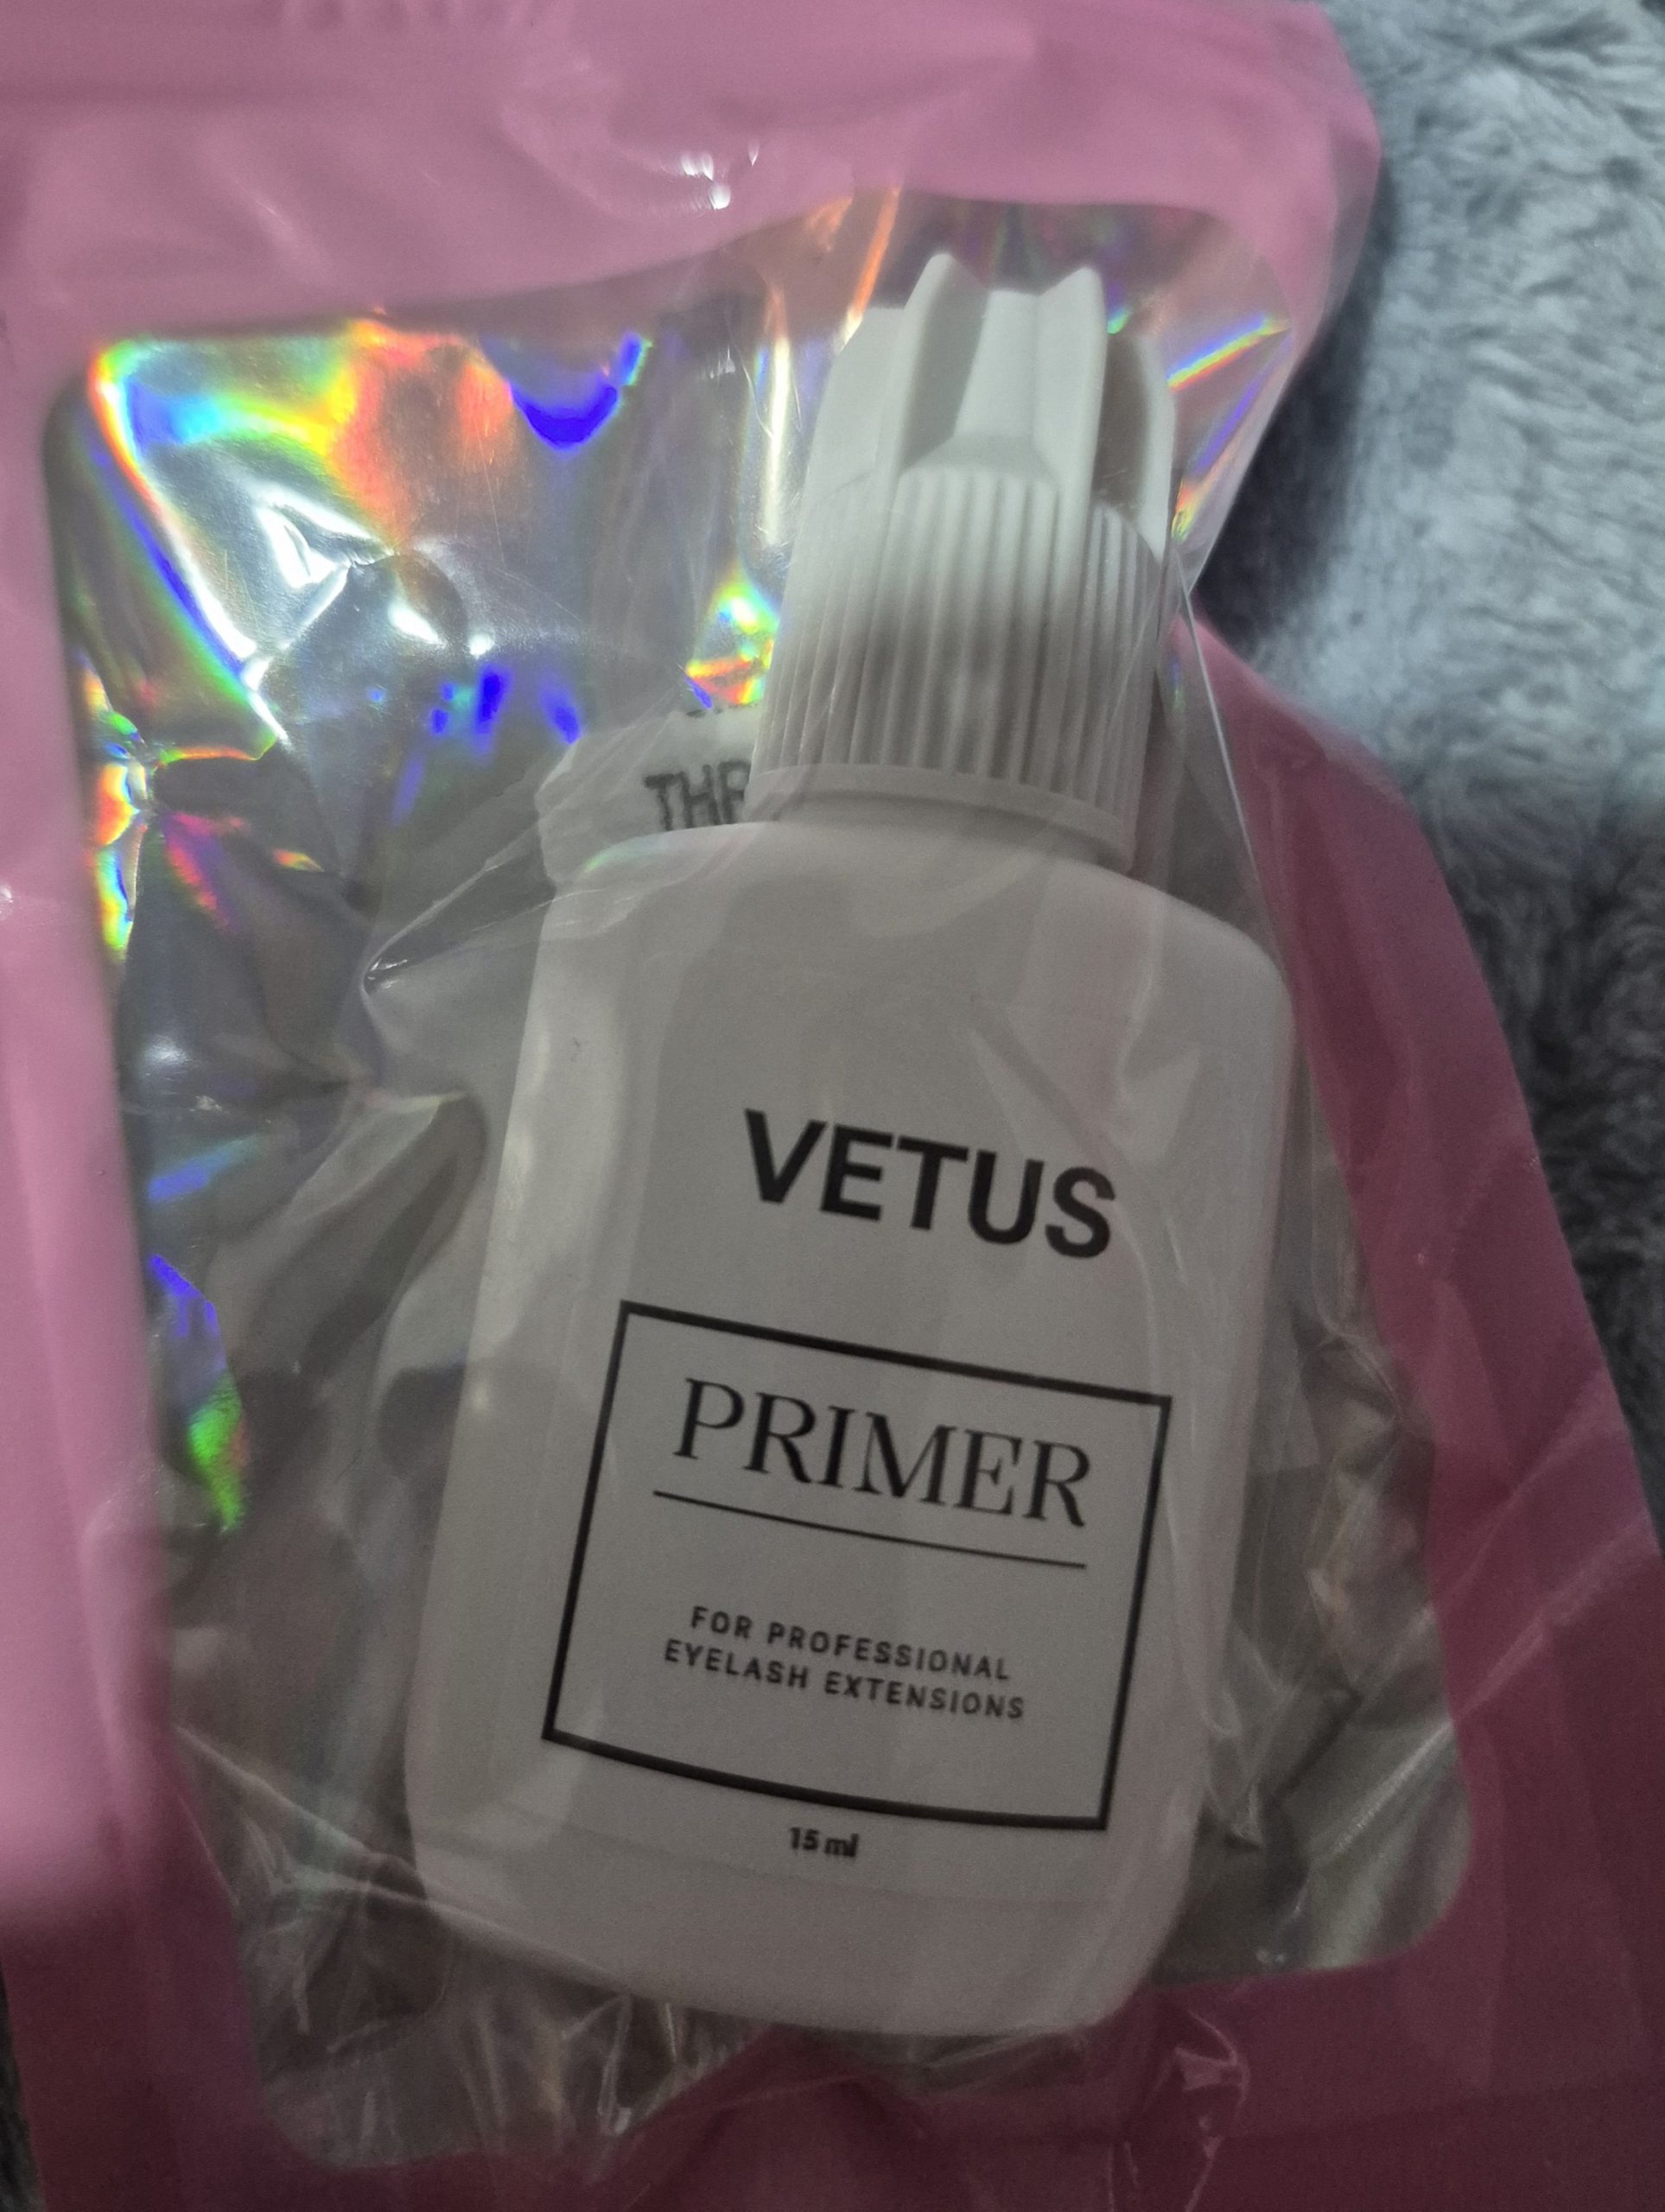 VETUS
PRIMER
FOR PROFESSIONAL
EYELASH EXTENSIONS
15 ml